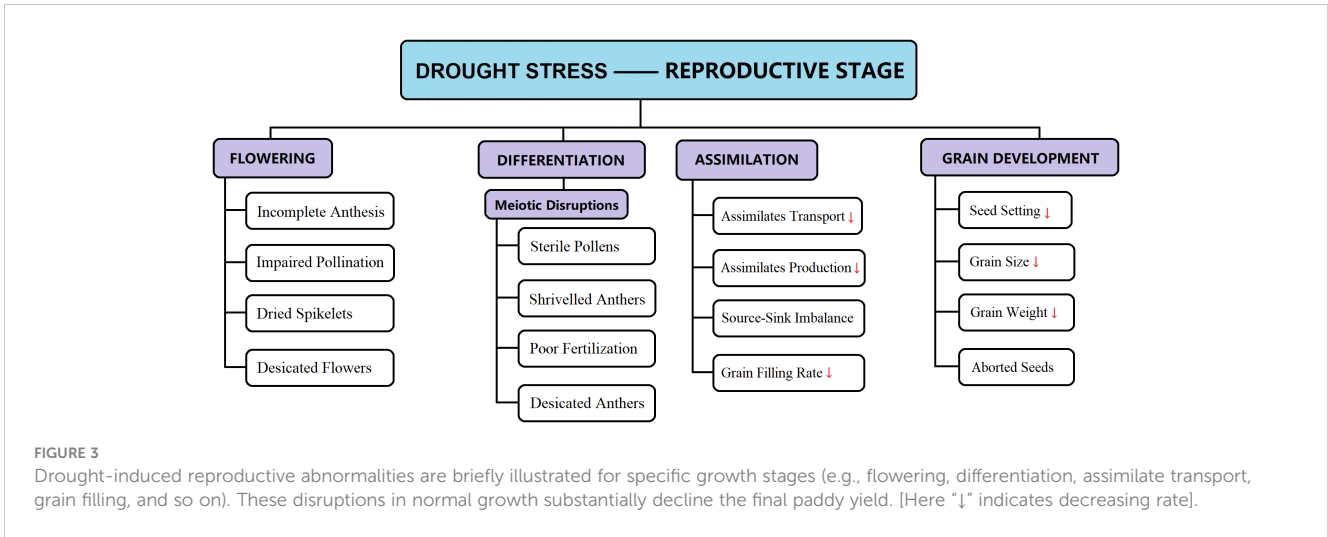 DROUGHT STRESS —— REPRODUCTIVE STAGE
FLOWERING
Incomplete Anthesis
Impaired Pollination
Dried Spikelets
Desicated Flowers
DIFFERENTIATION
Meiotic Disruptions
Sterile Pollens
Shrivelled Anthers
Poor Fertilization
Desicated Anthers
ASSIMILATION
Assimilates Transport ↓
Assimilates Production ↓
Source-Sink Imbalance
Grain Filling Rate ↓
GRAIN DEVELOPMENT
Seed Setting ↓
Grain Size ↓
Grain Weight ↓
Aborted Seeds
FIGURE 3
Drought-induced reproductive abnormalities are briefly illustrated for specific growth stages (e.g., flowering, differentiation, assimilate transport,
grain filling, and so on). These disruptions in normal growth substantially decline the final paddy yield. [Here “↓” indicates decreasing rate].